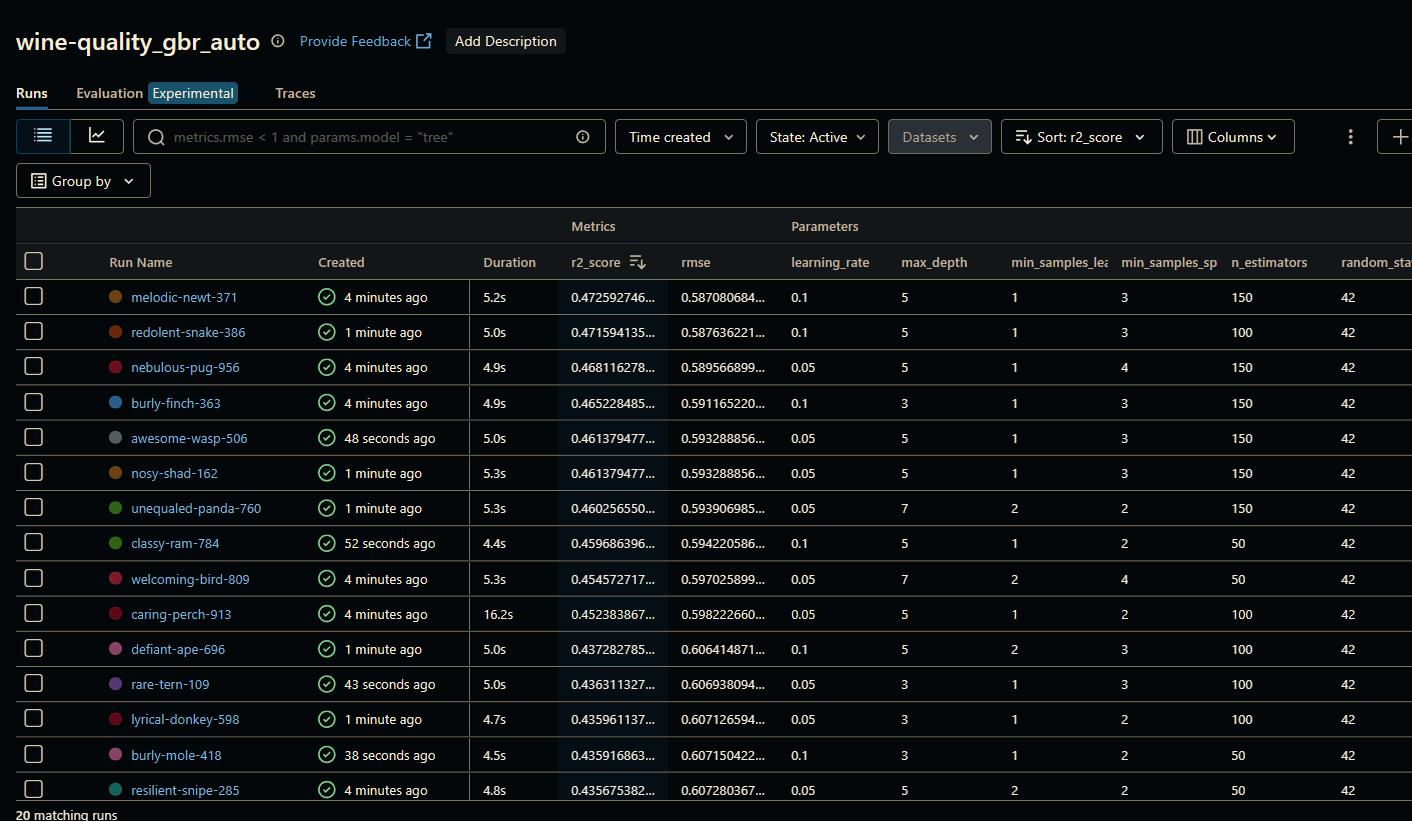 wine-quality_gbr_auto Provide Feedback Add Description
Runs Evaluation Experimental Traces
metrics.rmse < 1 and params.model = "tree" Time created State: Active Datasets Sort: r2_score Columns
Group by
Metrics Parameters
Run Name Created Duration r2_score rmse learning_rate max_depth min_samples_lea min_samples_sp n_estimators random_sta
melodic-newt-371 4 minutes ago 5.2s 0.472592746... 0.587080684... 0.1 5 1 3 150 42
redolent-snake-386 1 minute ago 5.0s 0.471594135... 0.587636221... 0.1 5 1 3 100 42
nebulous-pug-956 4 minutes ago 4.9s 0.468116278... 0.589566899... 0.05 5 1 4 150 42
burly-finch-363 4 minutes ago 4.9s 0.465228485... 0.591165220... 0.1 3 1 3 150 42
awesome-wasp-506 48 seconds ago 5.0s 0.461379477... 0.593288856... 0.05 5 1 3 150 42
nosy-shad-162 1 minute ago 5.3s 0.461379477... 0.593288856... 0.05 5 1 3 150 42
unequaled-panda-760 1 minute ago 5.3s 0.460256550... 0.593906985... 0.05 7 2 2 150 42
classy-ram-784 52 seconds ago 4.4s 0.459686396... 0.594220586... 0.1 5 1 2 50 42
welcoming-bird-809 4 minutes ago 5.3s 0.454572717... 0.597025899... 0.05 7 2 4 50 42
caring-perch-913 4 minutes ago 16.2s 0.452383867... 0.598222660... 0.05 5 1 2 100 42
defiant-ape-696 1 minute ago 5.0s 0.437282785... 0.606414871... 0.1 5 2 3 100 42
rare-tern-109 43 seconds ago 5.0s 0.436311327... 0.606938094... 0.05 3 1 3 100 42
lyrical-donkey-598 1 minute ago 4.7s 0.435961137... 0.607126594... 0.05 3 1 2 100 42
burly-mole-418 38 seconds ago 4.5s 0.435916863... 0.607150422... 0.1 3 1 2 50 42
resilient-snipe-285 4 minutes ago 4.8s 0.435675382... 0.607280367... 0.05 5 2 2 50 42
20 matching runs